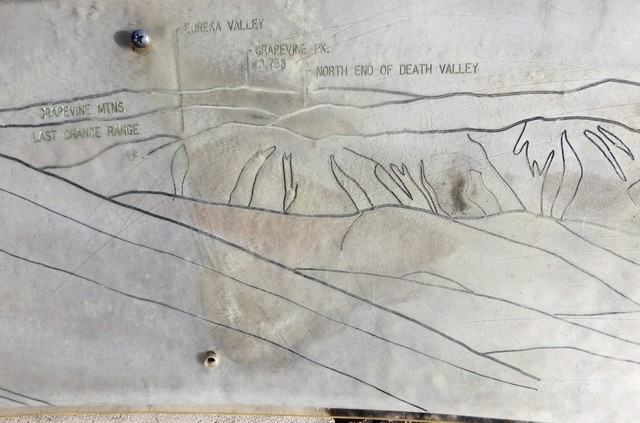 EUREKA VALLEY
GRAPEVINE PK.
8,738
NORTH END OF DEATH VALLEY
GRAPEVINE MTNS
LAST CHANCE RANGE